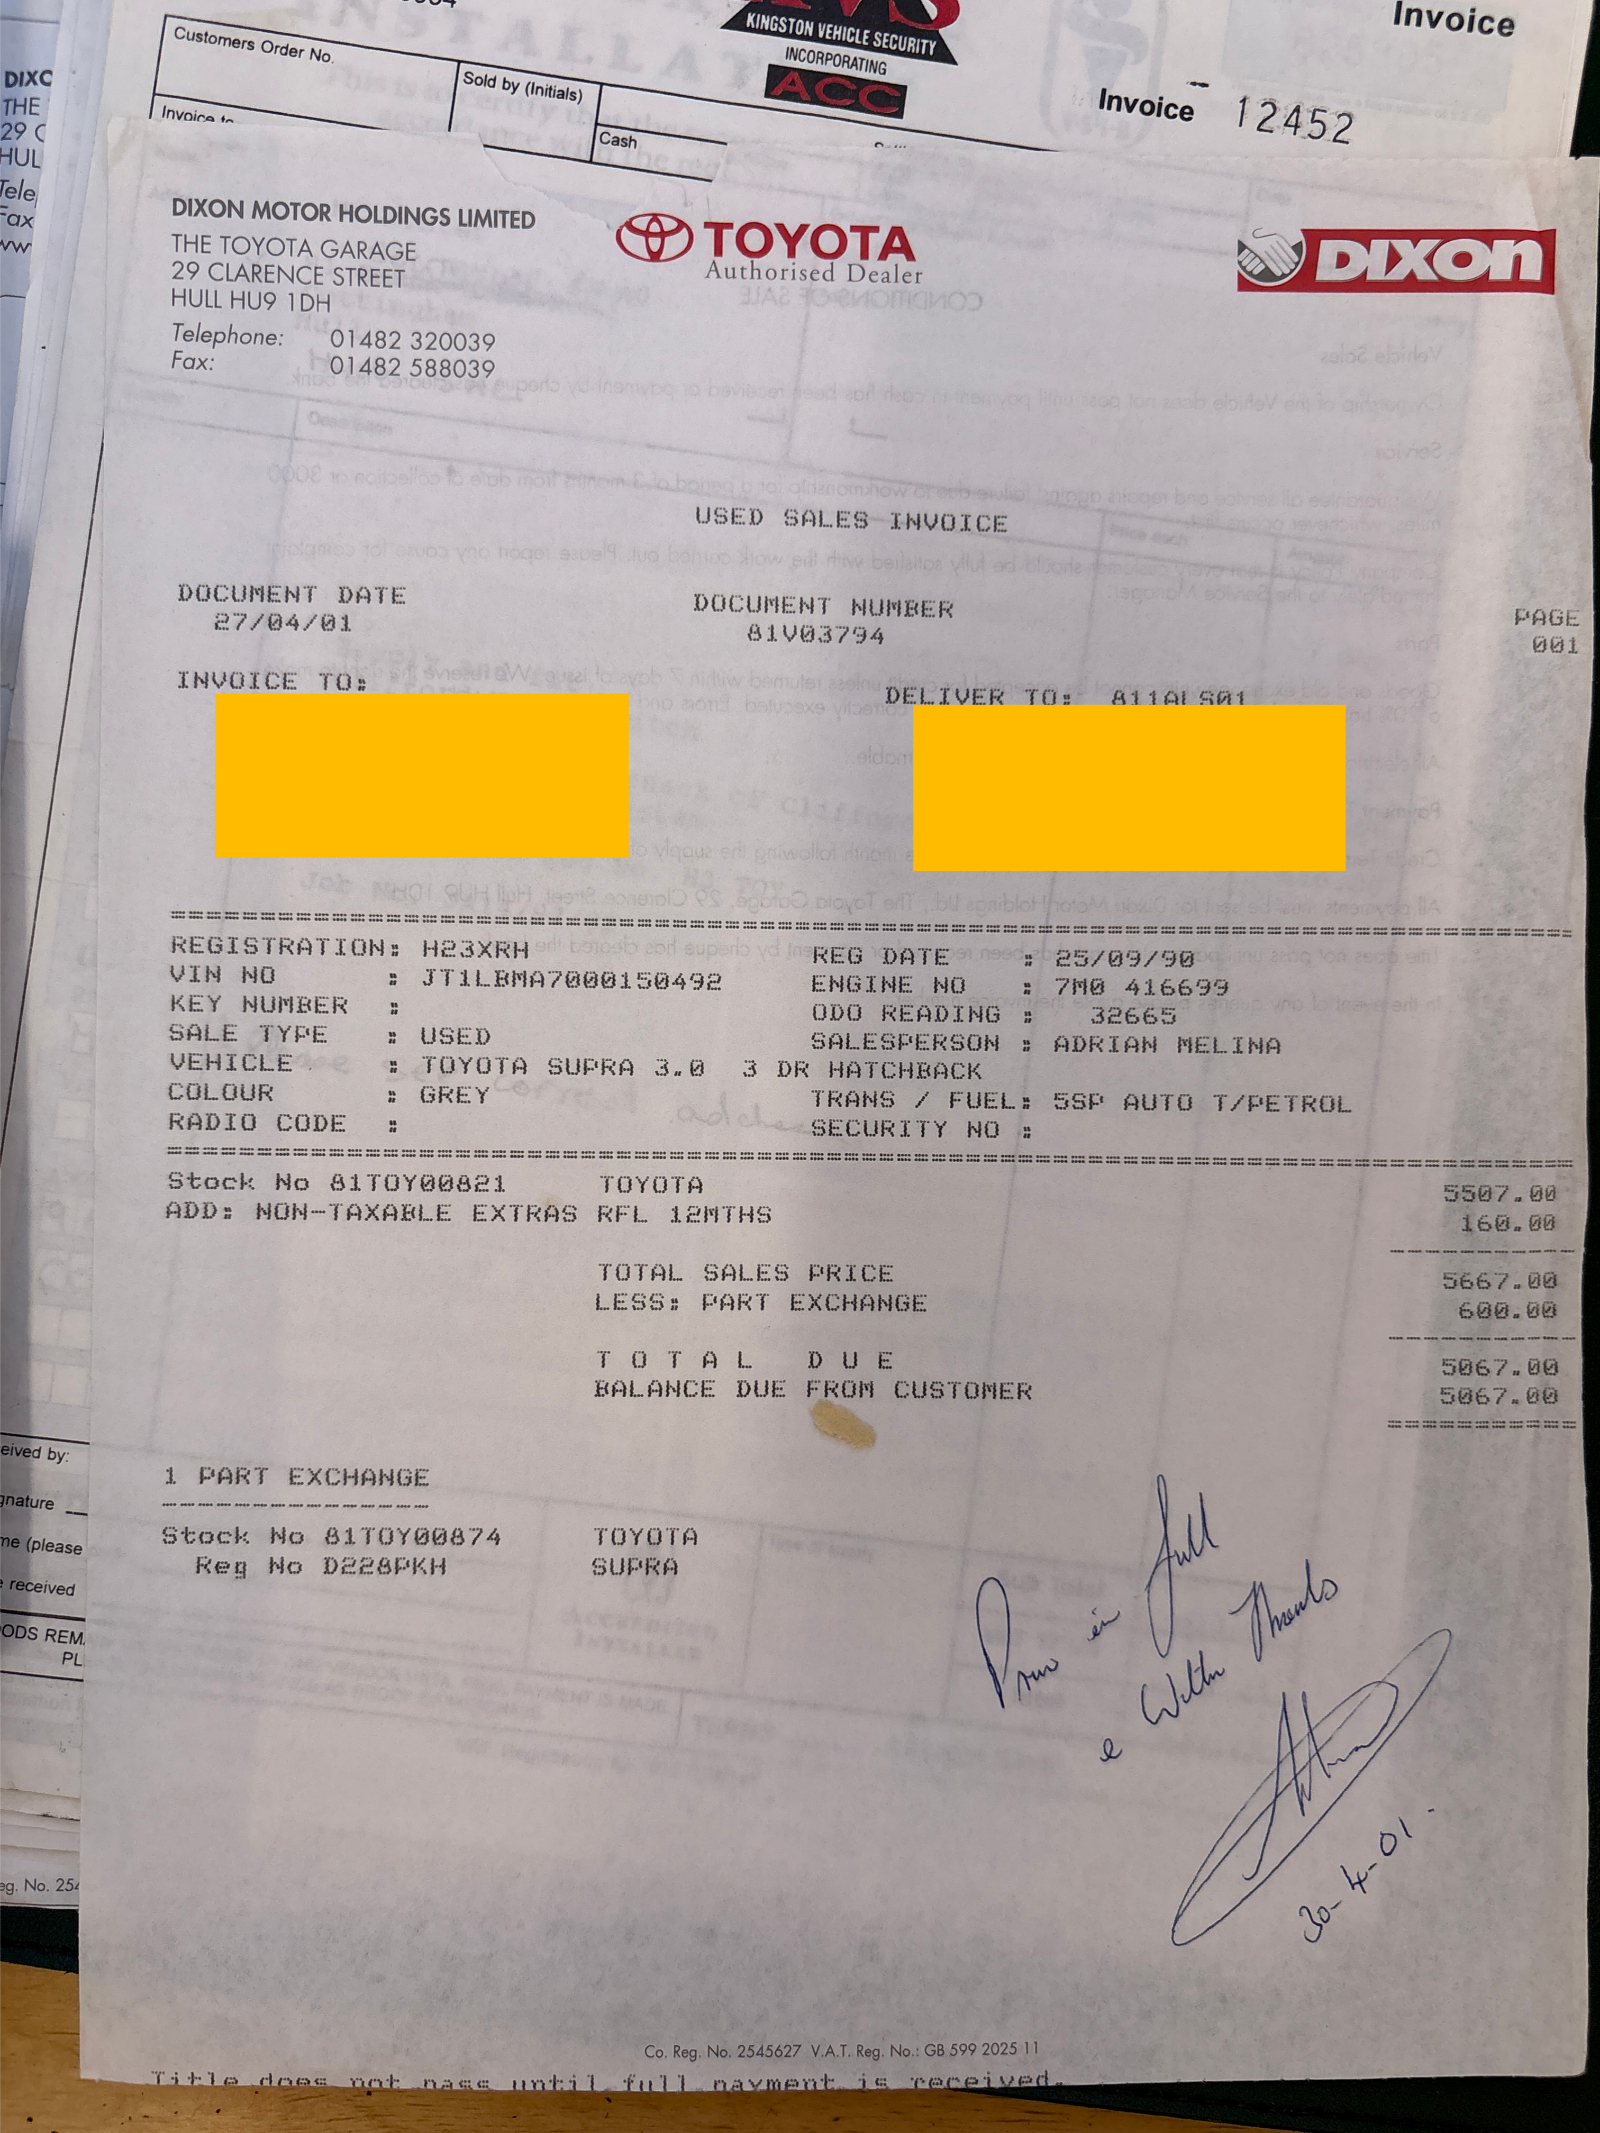 Invoice
Customers Order No.
Sold by (Initials)
Cash
KINGSTON VEHICLE SECURITY
INCORPORATING
ACC
Invoice 12452
DIXON MOTOR HOLDINGS LIMITED
THE TOYOTA GARAGE
29 CLARENCE STREET
HULL HU9 1DH
Telephone: 01482 320039
Fax: 01482 588039
TOYOTA
Authorised Dealer
DIXON
USED SALES INVOICE
DOCUMENT DATE DOCUMENT NUMBER PAGE
27/04/01 81V03794 001
INVOICE TO: DELIVER TO: 811ALS01
REGISTRATION: H23XRH REG DATE : 25/09/90
VIN NO : JT1LBMA7000150492 ENGINE NO : 7M0 416699
KEY NUMBER : ODO READING : 32665
SALE TYPE : USED SALESPERSON : ADRIAN MELINA
VEHICLE : TOYOTA SUPRA 3.0 3 DR HATCHBACK
COLOUR : GREY TRANS / FUEL: 5SP AUTO T/PETROL
RADIO CODE : SECURITY NO :
Stock No 81TOY00821 TOYOTA 5507.00
ADD: NON-TAXABLE EXTRAS RFL 12MTHS 160.00
TOTAL SALES PRICE 5667.00
LESS: PART EXCHANGE 600.00
TOTAL DUE 5067.00
BALANCE DUE FROM CUSTOMER 5067.00
1 PART EXCHANGE
Stock No 81TOY00874 TOYOTA
Reg No D228PKH SUPRA
in full
With Thanks
30-4-01.
Co. Reg. No. 2545627 V.A.T. Reg. No.: GB 599 2025 11
Title does not pass until full payment is received.